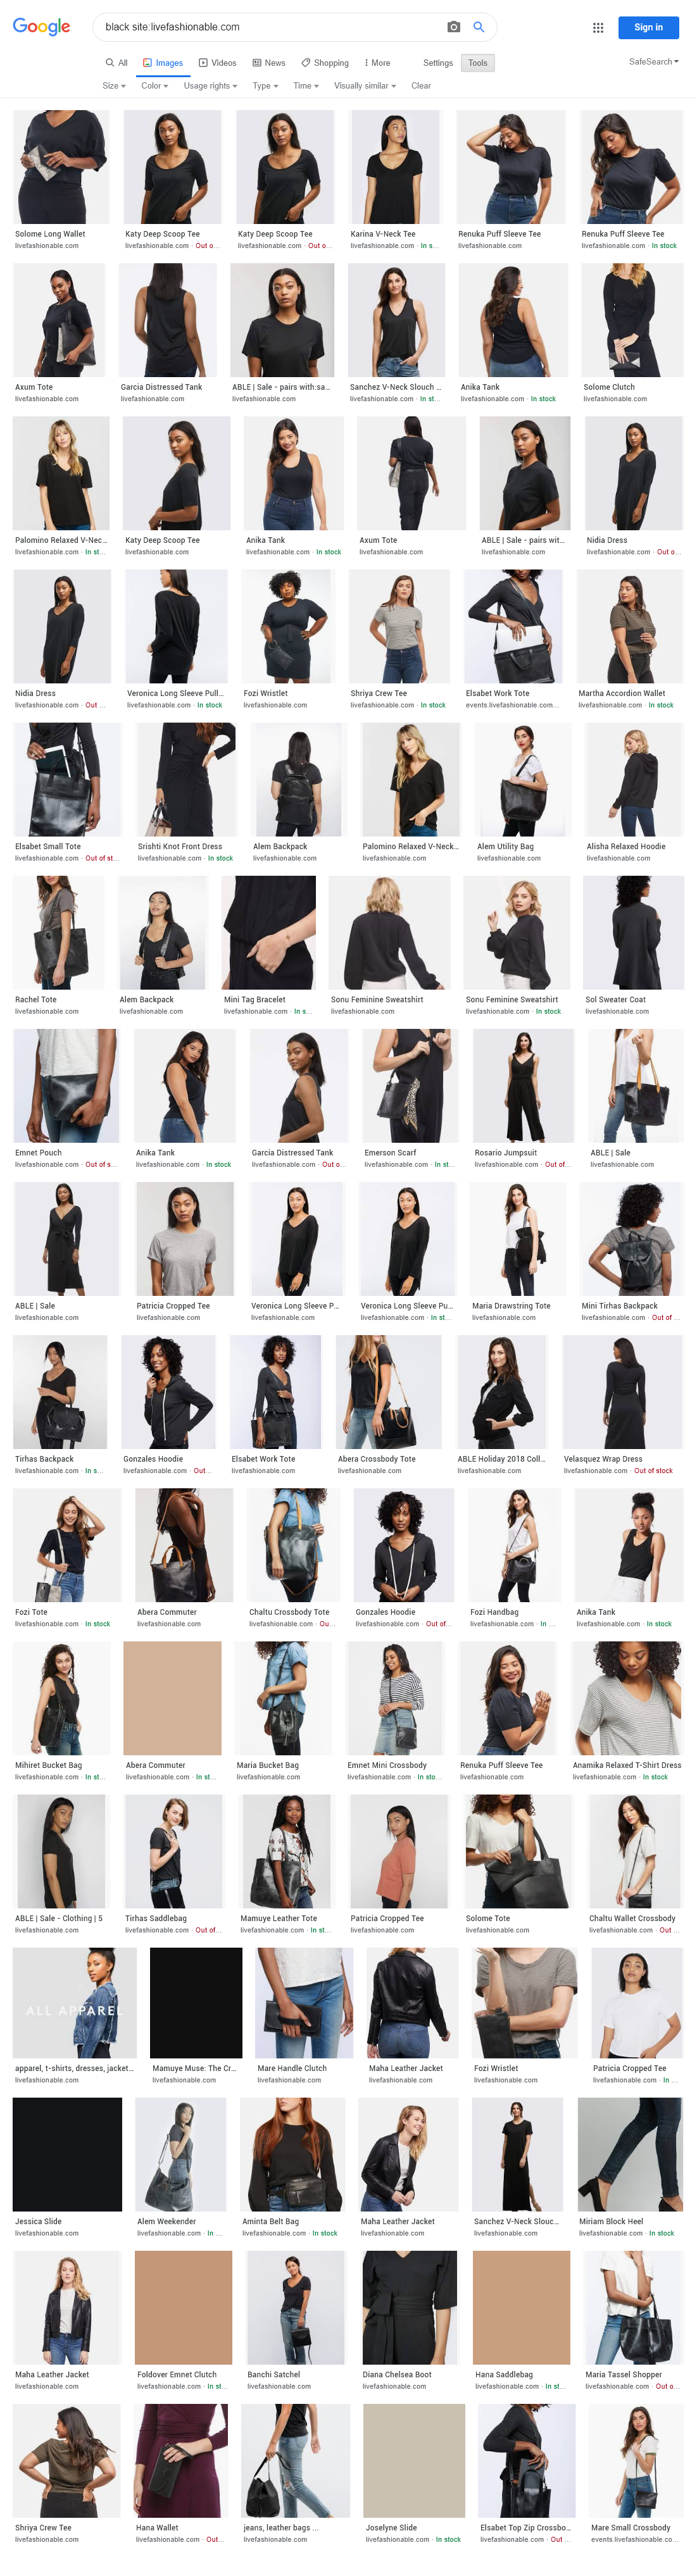 Google
black site:livefashionable.com
Sign in
All Images Videos News Shopping More Settings Tools
SafeSearch
Size Color Usage rights Type Time Visually similar Clear
Solome Long Wallet Katy Deep Scoop Tee Katy Deep Scoop Tee Karina V-Neck Tee Renuka Puff Sleeve Tee Renuka Puff Sleeve Tee
livefashionable.com livefashionable.com · Out o... livefashionable.com · Out o... livefashionable.com · In s... livefashionable.com livefashionable.com · In stock
Axum Tote Garcia Distressed Tank ABLE | Sale - pairs with:sa... Sanchez V-Neck Slouch ... Anika Tank Solome Clutch
livefashionable.com livefashionable.com livefashionable.com livefashionable.com · In st... livefashionable.com · In stock livefashionable.com
Palomino Relaxed V-Nec... Katy Deep Scoop Tee Anika Tank Axum Tote ABLE | Sale - pairs wit... Nidia Dress
livefashionable.com · In st... livefashionable.com livefashionable.com · In stock livefashionable.com livefashionable.com livefashionable.com · Out o...
Nidia Dress Veronica Long Sleeve Pull... Fozi Wristlet Shriya Crew Tee Elsabet Work Tote Martha Accordion Wallet
livefashionable.com · Out ... livefashionable.com · In stock livefashionable.com livefashionable.com · In stock events.livefashionable.com... livefashionable.com · In stock
Elsabet Small Tote Srishti Knot Front Dress Alem Backpack Palomino Relaxed V-Neck... Alem Utility Bag Alisha Relaxed Hoodie
livefashionable.com · Out of st... livefashionable.com · In stock livefashionable.com livefashionable.com livefashionable.com livefashionable.com
Rachel Tote Alem Backpack Mini Tag Bracelet Sonu Feminine Sweatshirt Sonu Feminine Sweatshirt Sol Sweater Coat
livefashionable.com livefashionable.com livefashionable.com · In s... livefashionable.com livefashionable.com · In stock livefashionable.com
Emnet Pouch Anika Tank Garcia Distressed Tank Emerson Scarf Rosario Jumpsuit ABLE | Sale
livefashionable.com · Out of s... livefashionable.com · In stock livefashionable.com · Out o... livefashionable.com · In st... livefashionable.com · Out of... livefashionable.com
ABLE | Sale Patricia Cropped Tee Veronica Long Sleeve P... Veronica Long Sleeve Pu... Maria Drawstring Tote Mini Tirhas Backpack
livefashionable.com livefashionable.com livefashionable.com livefashionable.com · In st... livefashionable.com livefashionable.com · Out of ...
Tirhas Backpack Gonzales Hoodie Elsabet Work Tote Abera Crossbody Tote ABLE Holiday 2018 Coll... Velasquez Wrap Dress
livefashionable.com · In s... livefashionable.com · Out... livefashionable.com livefashionable.com livefashionable.com livefashionable.com · Out of stock
Fozi Tote Abera Commuter Chaltu Crossbody Tote Gonzales Hoodie Fozi Handbag Anika Tank
livefashionable.com · In stock livefashionable.com livefashionable.com · Ou... livefashionable.com · Out of... livefashionable.com · In ... livefashionable.com · In stock
Mihiret Bucket Bag Abera Commuter Maria Bucket Bag Emnet Mini Crossbody Renuka Puff Sleeve Tee Anamika Relaxed T-Shirt Dress
livefashionable.com · In st... livefashionable.com · In st... livefashionable.com livefashionable.com · In sto... livefashionable.com livefashionable.com · In stock
ABLE | Sale - Clothing | 5 Tirhas Saddlebag Mamuye Leather Tote Patricia Cropped Tee Solome Tote Chaltu Wallet Crossbody
livefashionable.com livefashionable.com · Out of... livefashionable.com · In st... livefashionable.com livefashionable.com livefashionable.com · Out ...
ALL APPAREL
apparel, t-shirts, dresses, jacket... Mamuye Muse: The Cr... Mare Handle Clutch Maha Leather Jacket Fozi Wristlet Patricia Cropped Tee
livefashionable.com livefashionable.com livefashionable.com livefashionable.com livefashionable.com livefashionable.com · In ...
Jessica Slide Alem Weekender Aminta Belt Bag Maha Leather Jacket Sanchez V-Neck Slouc... Miriam Block Heel
livefashionable.com livefashionable.com · In ... livefashionable.com · In stock livefashionable.com livefashionable.com livefashionable.com · In stock
Maha Leather Jacket Foldover Emnet Clutch Banchi Satchel Diana Chelsea Boot Hana Saddlebag Maria Tassel Shopper
livefashionable.com livefashionable.com · In st... livefashionable.com livefashionable.com livefashionable.com · In st... livefashionable.com · Out o...
Shriya Crew Tee Hana Wallet jeans, leather bags ... Joselyne Slide Elsabet Top Zip Crossbo... Mare Small Crossbody
livefashionable.com livefashionable.com · Out... livefashionable.com livefashionable.com · In stock livefashionable.com · Out ... events.livefashionable.co...